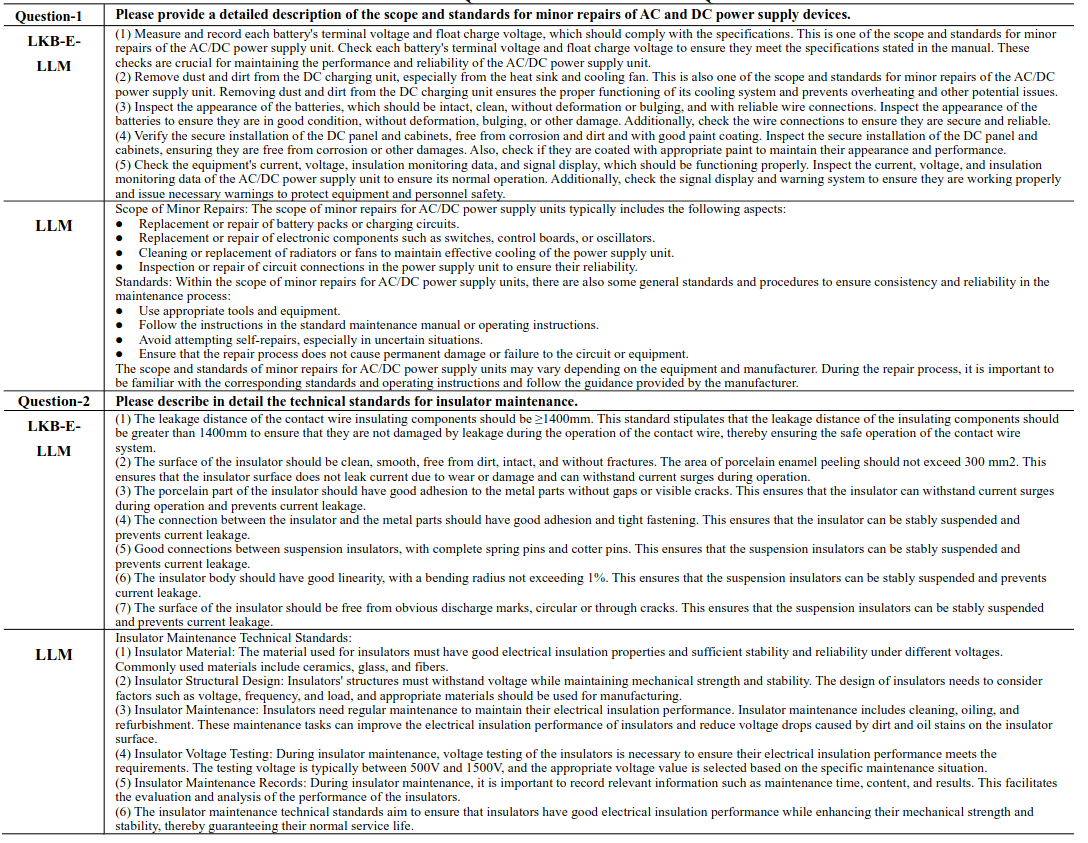 Question-1 Please provide a detailed description of the scope and standards for minor repairs of AC and DC power supply devices.
LKB-E-
LLM
(1) Measure and record each battery's terminal voltage and float charge voltage, which should comply with the specifications. This is one of the scope and standards for minor
repairs of the AC/DC power supply unit. Check each battery's terminal voltage and float charge voltage to ensure they meet the specifications stated in the manual. These
checks are crucial for maintaining the performance and reliability of the AC/DC power supply unit.
(2) Remove dust and dirt from the DC charging unit, especially from the heat sink and cooling fan. This is also one of the scope and standards for minor repairs of the AC/DC
power supply unit. Removing dust and dirt from the DC charging unit ensures the proper functioning of its cooling system and prevents overheating and other potential issues.
(3) Inspect the appearance of the batteries, which should be intact, clean, without deformation or bulging, and with reliable wire connections. Inspect the appearance of the
batteries to ensure they are in good condition, without deformation, bulging, or other damage. Additionally, check the wire connections to ensure they are secure and reliable.
(4) Verify the secure installation of the DC panel and cabinets, free from corrosion and dirt and with good paint coating. Inspect the secure installation of the DC panel and
cabinets, ensuring they are free from corrosion or other damages. Also, check if they are coated with appropriate paint to maintain their appearance and performance.
(5) Check the equipment's current, voltage, insulation monitoring data, and signal display, which should be functioning properly. Inspect the current, voltage, and insulation
monitoring data of the AC/DC power supply unit to ensure its normal operation. Additionally, check the signal display and warning system to ensure they are working properly
and issue necessary warnings to protect equipment and personnel safety.
LLM
Scope of Minor Repairs: The scope of minor repairs for AC/DC power supply units typically includes the following aspects:
● Replacement or repair of battery packs or charging circuits.
● Replacement or repair of electronic components such as switches, control boards, or oscillators.
● Cleaning or replacement of radiators or fans to maintain effective cooling of the power supply unit.
● Inspection or repair of circuit connections in the power supply unit to ensure their reliability.
Standards: Within the scope of minor repairs for AC/DC power supply units, there are also some general standards and procedures to ensure consistency and reliability in the
maintenance process:
● Use appropriate tools and equipment.
● Follow the instructions in the standard maintenance manual or operating instructions.
● Avoid attempting self-repairs, especially in uncertain situations.
● Ensure that the repair process does not cause permanent damage or failure to the circuit or equipment.
The scope and standards of minor repairs for AC/DC power supply units may vary depending on the equipment and manufacturer. During the repair process, it is important to
be familiar with the corresponding standards and operating instructions and follow the guidance provided by the manufacturer.
Question-2 Please describe in detail the technical standards for insulator maintenance.
LKB-E-
LLM
(1) The leakage distance of the contact wire insulating components should be ≥1400mm. This standard stipulates that the leakage distance of the insulating components should
be greater than 1400mm to ensure that they are not damaged by leakage during the operation of the contact wire, thereby ensuring the safe operation of the contact wire
system.
(2) The surface of the insulator should be clean, smooth, free from dirt, intact, and without fractures. The area of porcelain enamel peeling should not exceed 300 mm2. This
ensures that the insulator surface does not leak current due to wear or damage and can withstand current surges during operation.
(3) The porcelain part of the insulator should have good adhesion to the metal parts without gaps or visible cracks. This ensures that the insulator can withstand current surges
during operation and prevents current leakage.
(4) The connection between the insulator and the metal parts should have good adhesion and tight fastening. This ensures that the insulator can be stably suspended and
prevents current leakage.
(5) Good connections between suspension insulators, with complete spring pins and cotter pins. This ensures that the suspension insulators can be stably suspended and
prevents current leakage.
(6) The insulator body should have good linearity, with a bending radius not exceeding 1%. This ensures that the suspension insulators can be stably suspended and prevents
current leakage.
(7) The surface of the insulator should be free from obvious discharge marks, circular or through cracks. This ensures that the suspension insulators can be stably suspended
and prevents current leakage.
LLM
Insulator Maintenance Technical Standards:
(1) Insulator Material: The material used for insulators must have good electrical insulation properties and sufficient stability and reliability under different voltages.
Commonly used materials include ceramics, glass, and fibers.
(2) Insulator Structural Design: Insulators' structures must withstand voltage while maintaining mechanical strength and stability. The design of insulators needs to consider
factors such as voltage, frequency, and load, and appropriate materials should be used for manufacturing.
(3) Insulator Maintenance: Insulators need regular maintenance to maintain their electrical insulation performance. Insulator maintenance includes cleaning, oiling, and
refurbishment. These maintenance tasks can improve the electrical insulation performance of insulators and reduce voltage drops caused by dirt and oil stains on the insulator
surface.
(4) Insulator Voltage Testing: During insulator maintenance, voltage testing of the insulators is necessary to ensure their electrical insulation performance meets the
requirements. The testing voltage is typically between 500V and 1500V, and the appropriate voltage value is selected based on the specific maintenance situation.
(5) Insulator Maintenance Records: During insulator maintenance, it is important to record relevant information such as maintenance time, content, and results. This facilitates
the evaluation and analysis of the performance of the insulators.
(6) The insulator maintenance technical standards aim to ensure that insulators have good electrical insulation performance while enhancing their mechanical strength and
stability, thereby guaranteeing their normal service life.